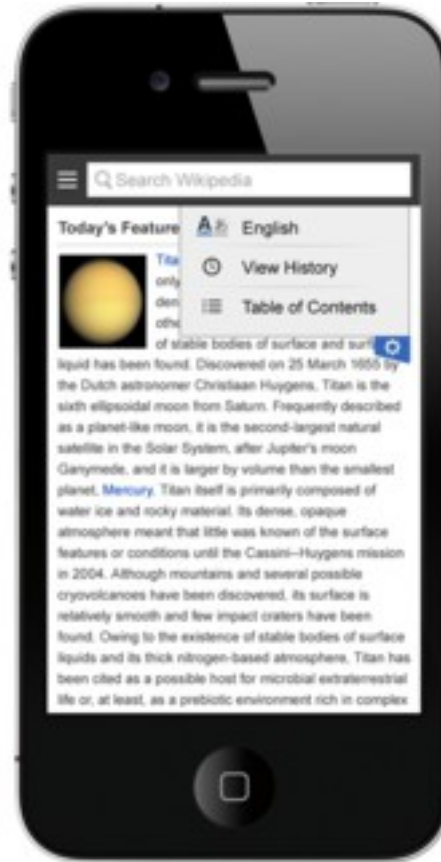 Search Wikipedia
Today's Feature
A あ English
View History
Table of Contents
Tita
only
den
othe
of stable bodies of surface and surf
liquid has been found. Discovered on 25 March 1655 by
the Dutch astronomer Christiaan Huygens, Titan is the
sixth ellipsoidal moon from Saturn. Frequently described
as a planet-like moon, it is the second-largest natural
satellite in the Solar System, after Jupiter's moon
Ganymede, and it is larger by volume than the smallest
planet, Mercury. Titan itself is primarily composed of
water ice and rocky material. Its dense, opaque
atmosphere meant that little was known of the surface
features or conditions until the Cassini–Huygens mission
in 2004. Although mountains and several possible
cryovolcanoes have been discovered, its surface is
relatively smooth and few impact craters have been
found. Owing to the existence of stable bodies of surface
liquids and its thick nitrogen-based atmosphere, Titan has
been cited as a possible host for microbial extraterrestrial
life or, at least, as a prebiotic environment rich in complex